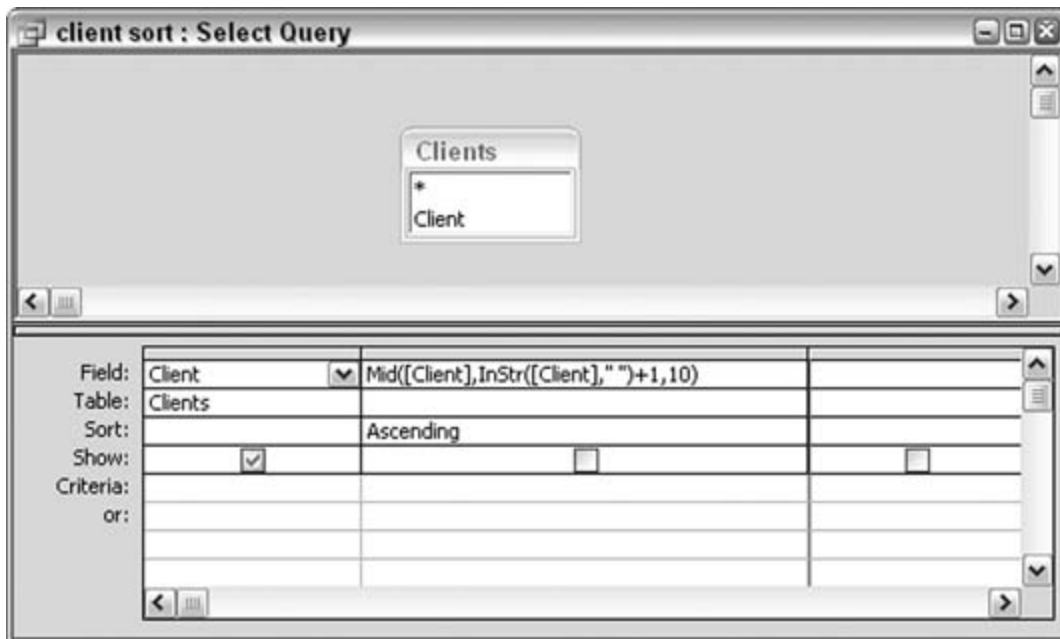 client sort : Select Query
Clients
*
Client
Field: Client Mid([Client],InStr([Client]," ")+1,10)
Table: Clients
Sort: Ascending
Show:
Criteria:
or: